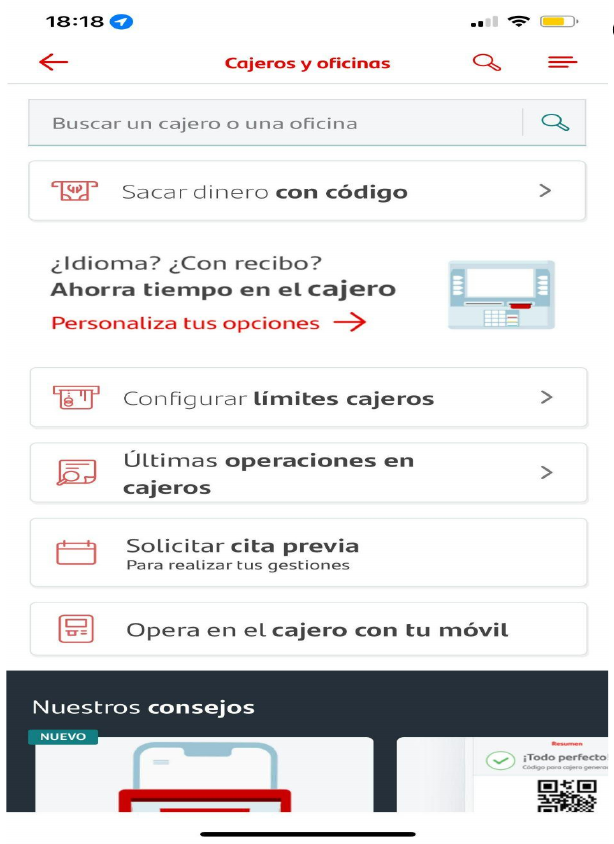 18:18
Cajeros y oficinas
Buscar un cajero o una oficina
Sacar dinero con código
¿Idioma? ¿Con recibo?
Ahorra tiempo en el cajero
Personaliza tus opciones
Configurar límites cajeros
Últimas operaciones en
cajeros
Solicitar cita previa
Para realizar tus gestiones
Opera en el cajero con tu móvil
Nuestros consejos
NUEVO
Resumen
¡Todo perfecto
Código para cajero genera